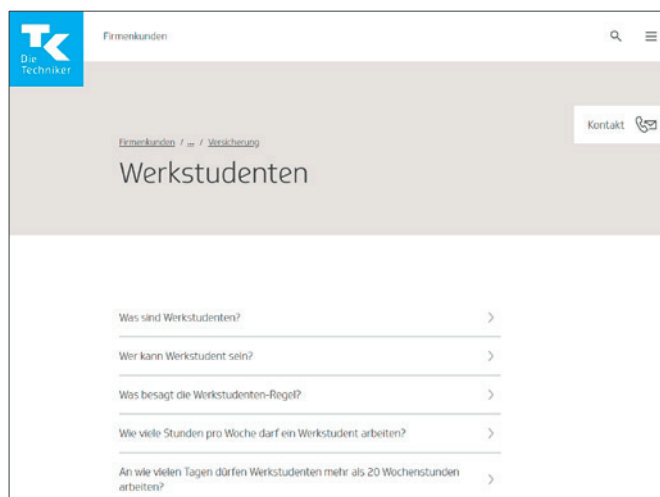 TK
Die
Techniker
Firmenkunden
Kontakt
Firmenkunden / ... / Versicherung
Werkstudenten
Was sind Werkstudenten?
Wer kann Werkstudent sein?
Was besagt die Werkstudenten-Regel?
Wie viele Stunden pro Woche darf ein Werkstudent arbeiten?
An wie vielen Tagen dürfen Werkstudenten mehr als 20 Wochenstunden
arbeiten?